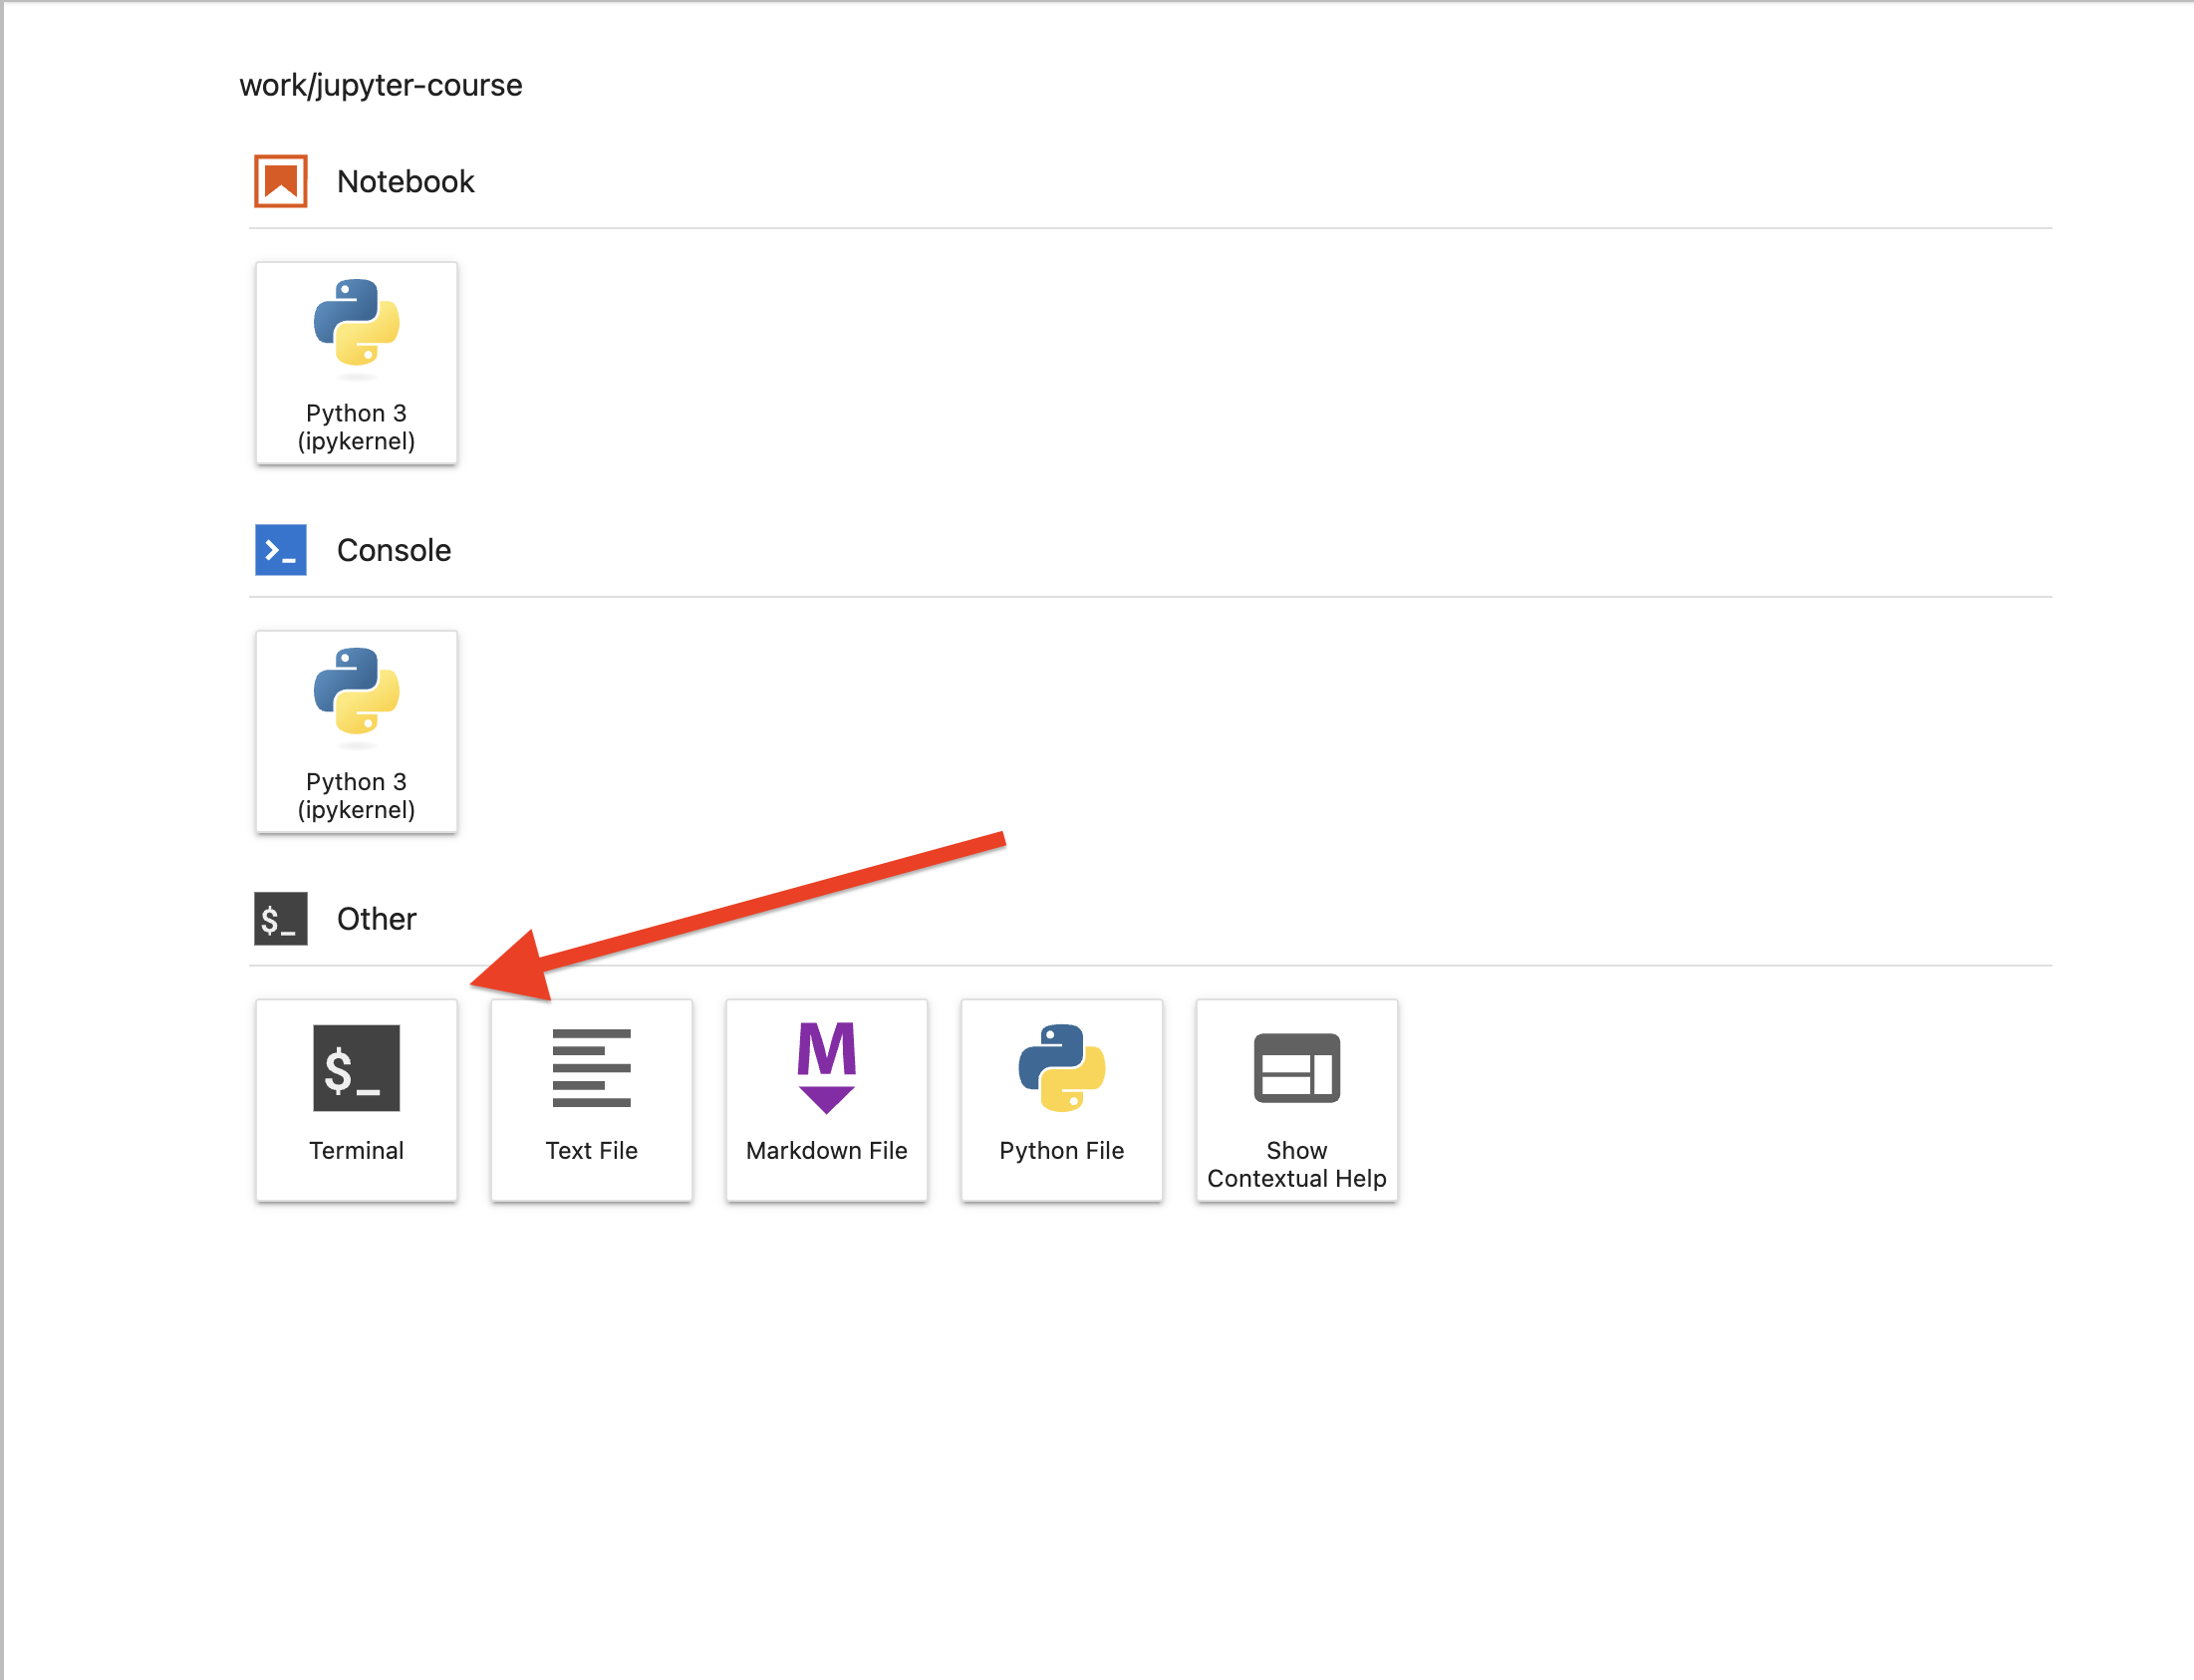 work/jupyter-course
Notebook
Python 3
(ipykernel)
>_ Console
Python 3
(ipykernel)
$_ Other
$_
M
Terminal
Text File
Markdown File
Python File
Show
Contextual Help